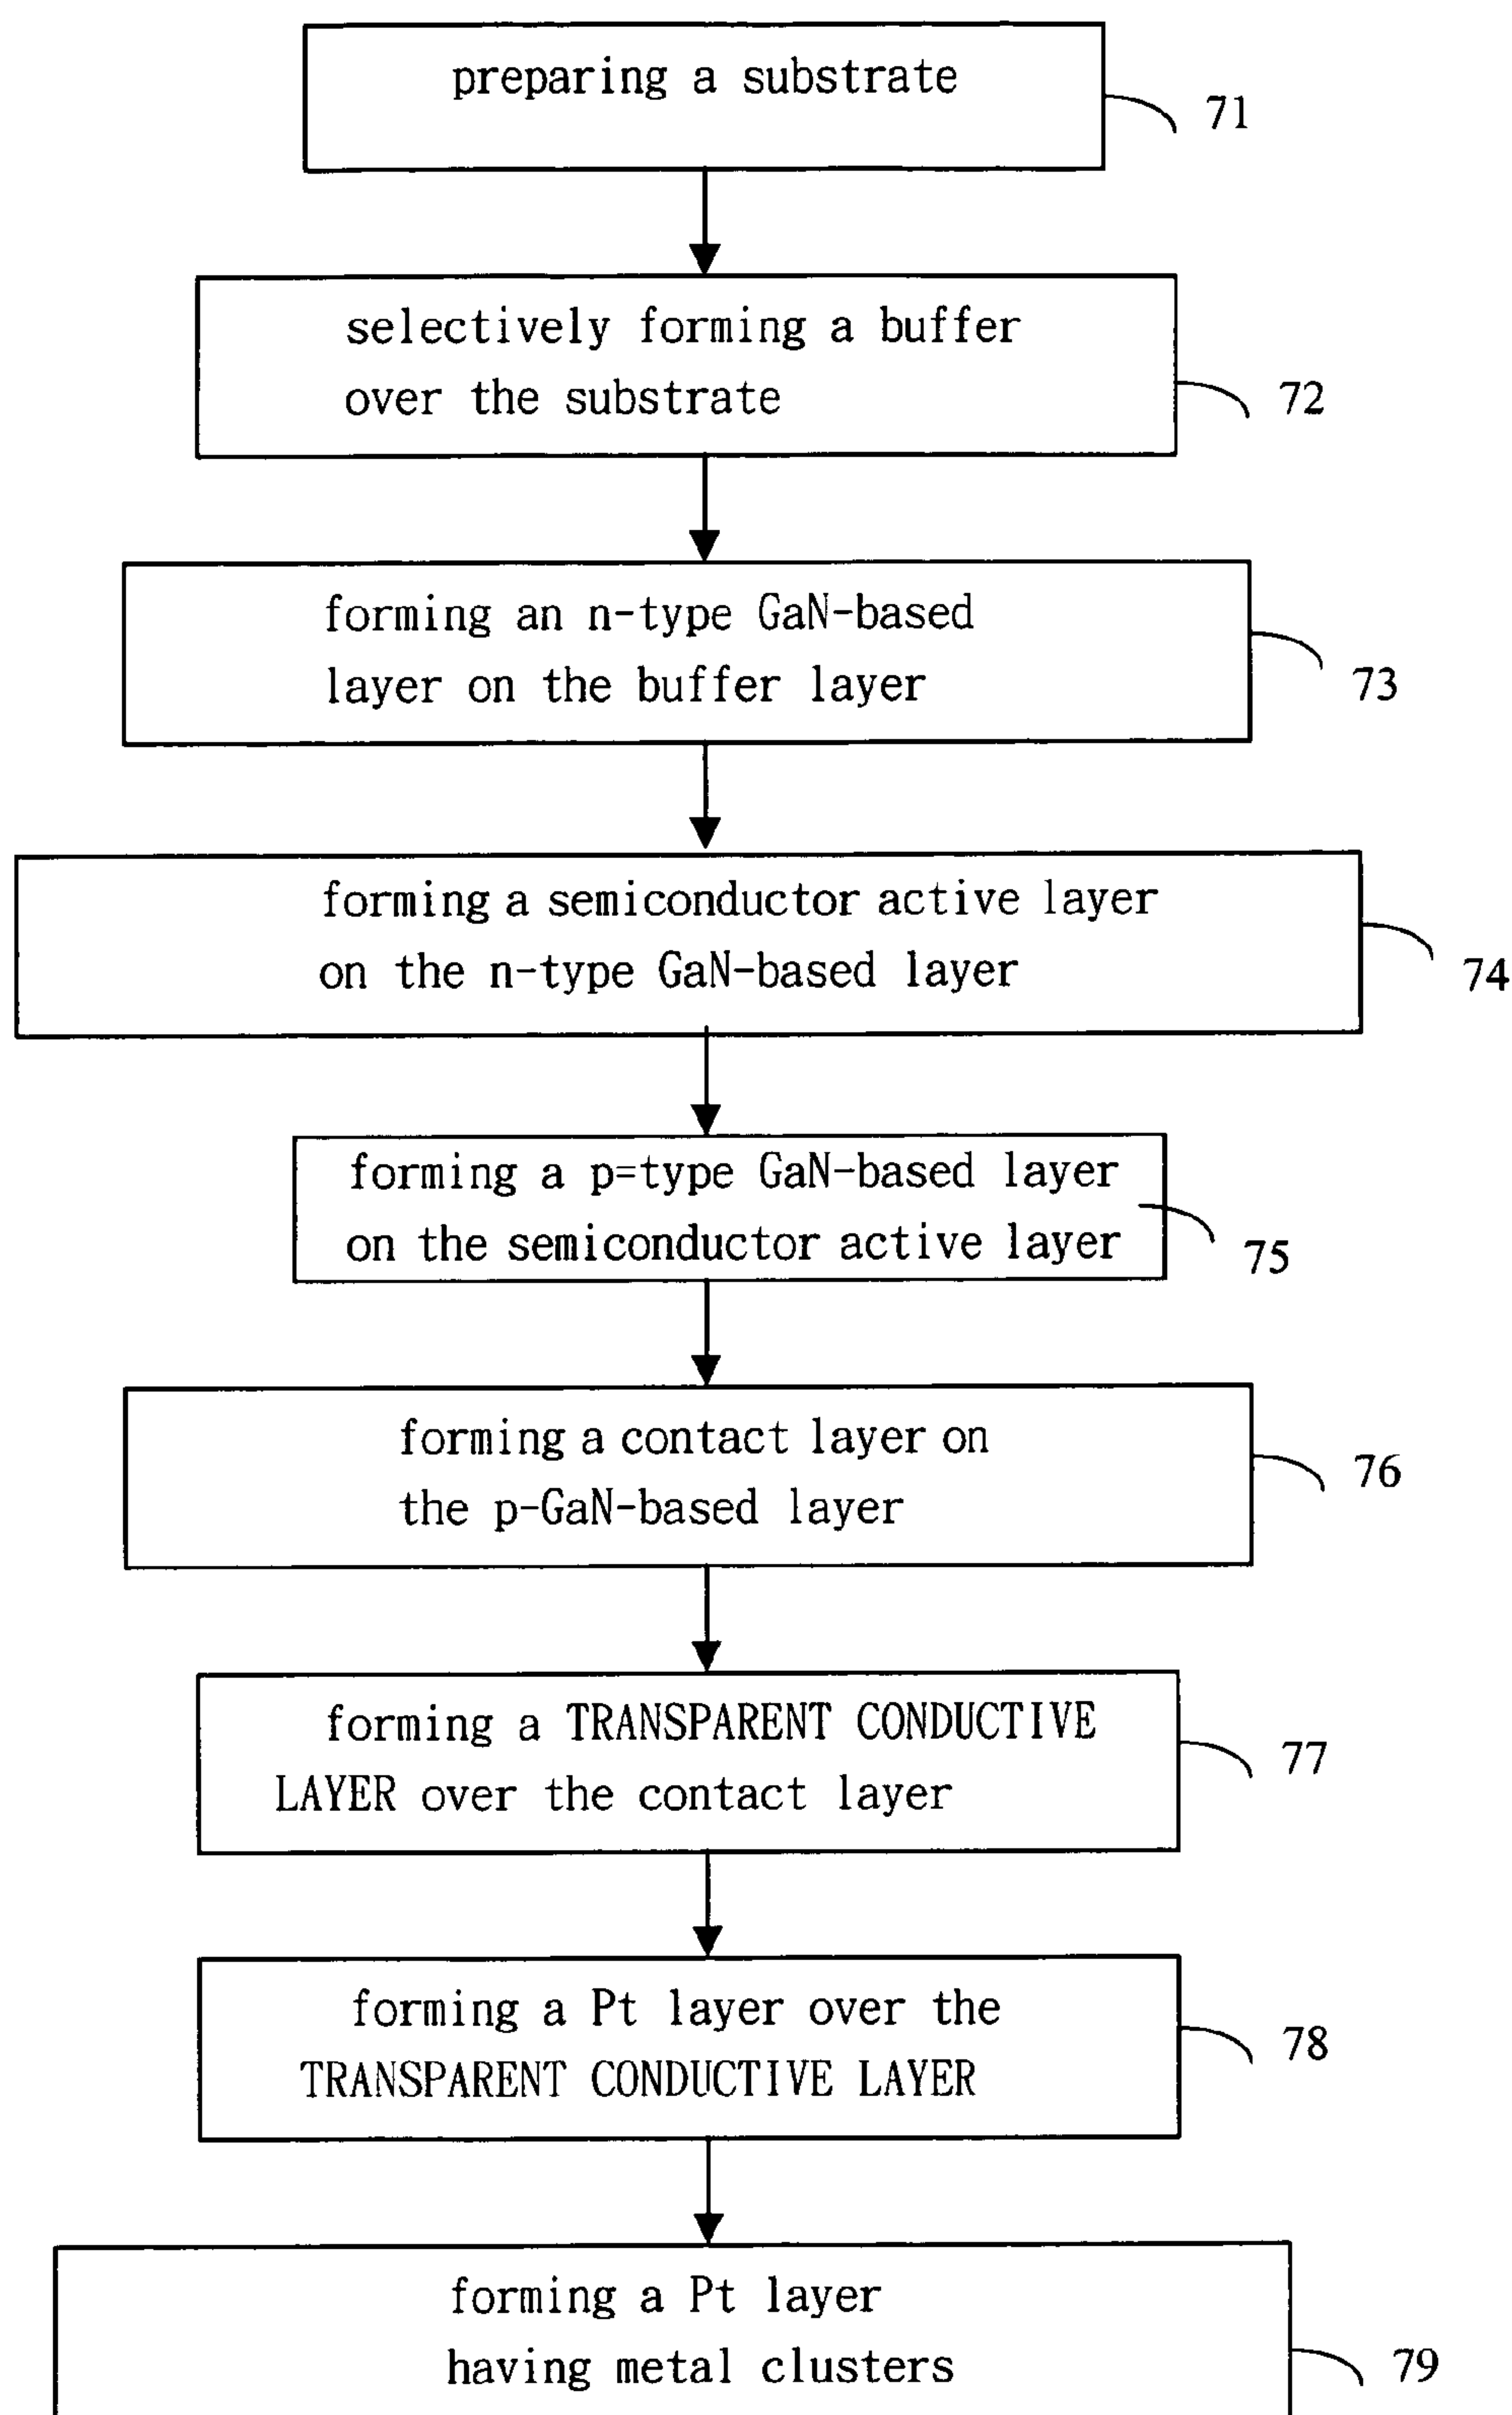 preparing a substrate
71
selectively forming a buffer
over the substrate
72
forming an n-type GaN-based
layer on the buffer layer
73
forming a semiconductor active layer
on the n-type GaN-based layer
74
forming a p=type GaN-based layer
on the semiconductor active layer
75
forming a contact layer on
the p-GaN-based layer
76
forming a TRANSPARENT CONDUCTIVE
LAYER over the contact layer
77
forming a Pt layer over the
TRANSPARENT CONDUCTIVE LAYER
78
forming a Pt layer
having metal clusters
79